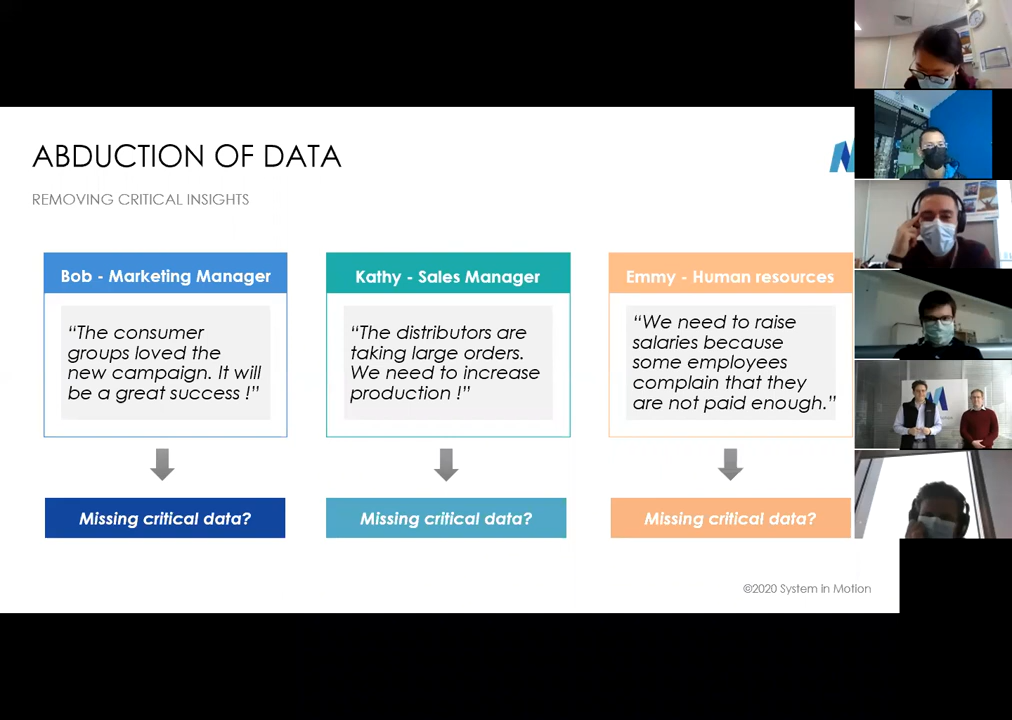 ABDUCTION OF DATA
REMOVING CRITICAL INSIGHTS
Bob - Marketing Manager
“The consumer
groups loved the
new campaign. It will
be a great success !”
Missing critical data?
Kathy - Sales Manager
“The distributors are
taking large orders.
We need to increase
production !”
Missing critical data?
Emmy - Human resources
“We need to raise
salaries because
some employees
complain that they
are not paid enough.”
Missing critical data?
©2020 System in Motion